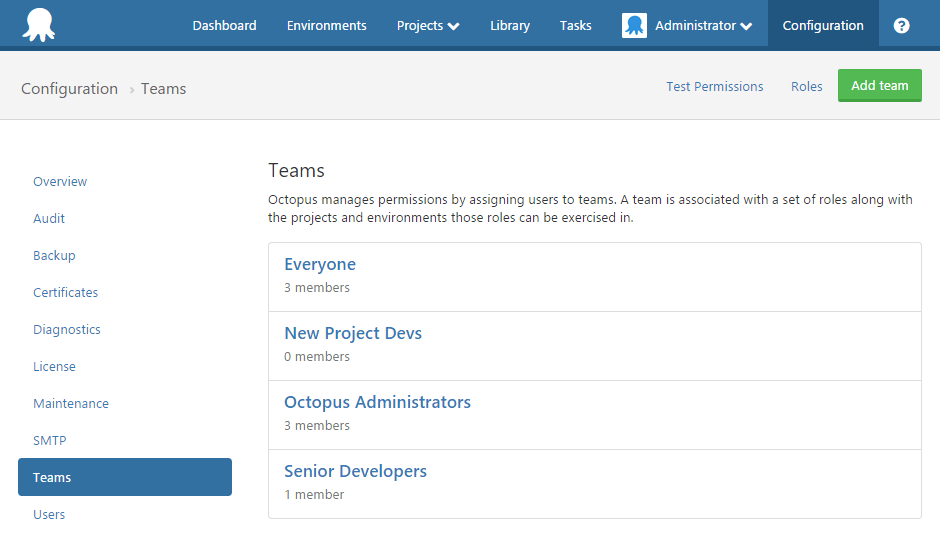 Dashboard Environments Projects Library Tasks Administrator Configuration ?
Configuration › Teams Test Permissions Roles Add team
Overview
Audit
Backup
Certificates
Diagnostics
License
Maintenance
SMTP
Teams
Users
Teams
Octopus manages permissions by assigning users to teams. A team is associated with a set of roles along with
the projects and environments those roles can be exercised in.
Everyone
3 members
New Project Devs
0 members
Octopus Administrators
3 members
Senior Developers
1 member